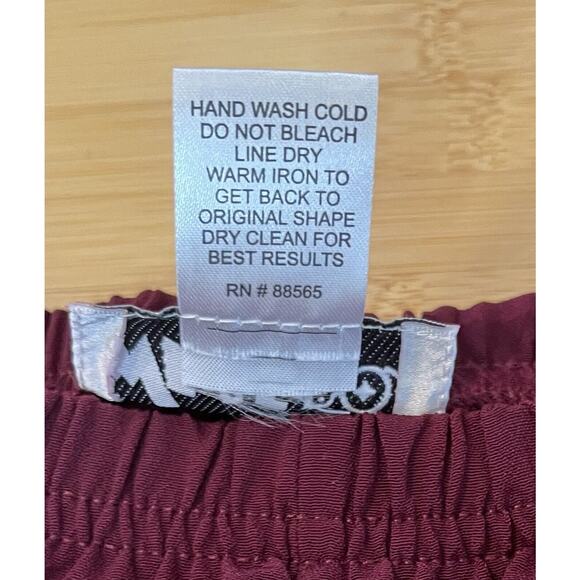 HAND WASH COLD
DO NOT BLEACH
LINE DRY
WARM IRON TO
GET BACK TO
ORIGINAL SHAPE
DRY CLEAN FOR
BEST RESULTS
RN # 88565